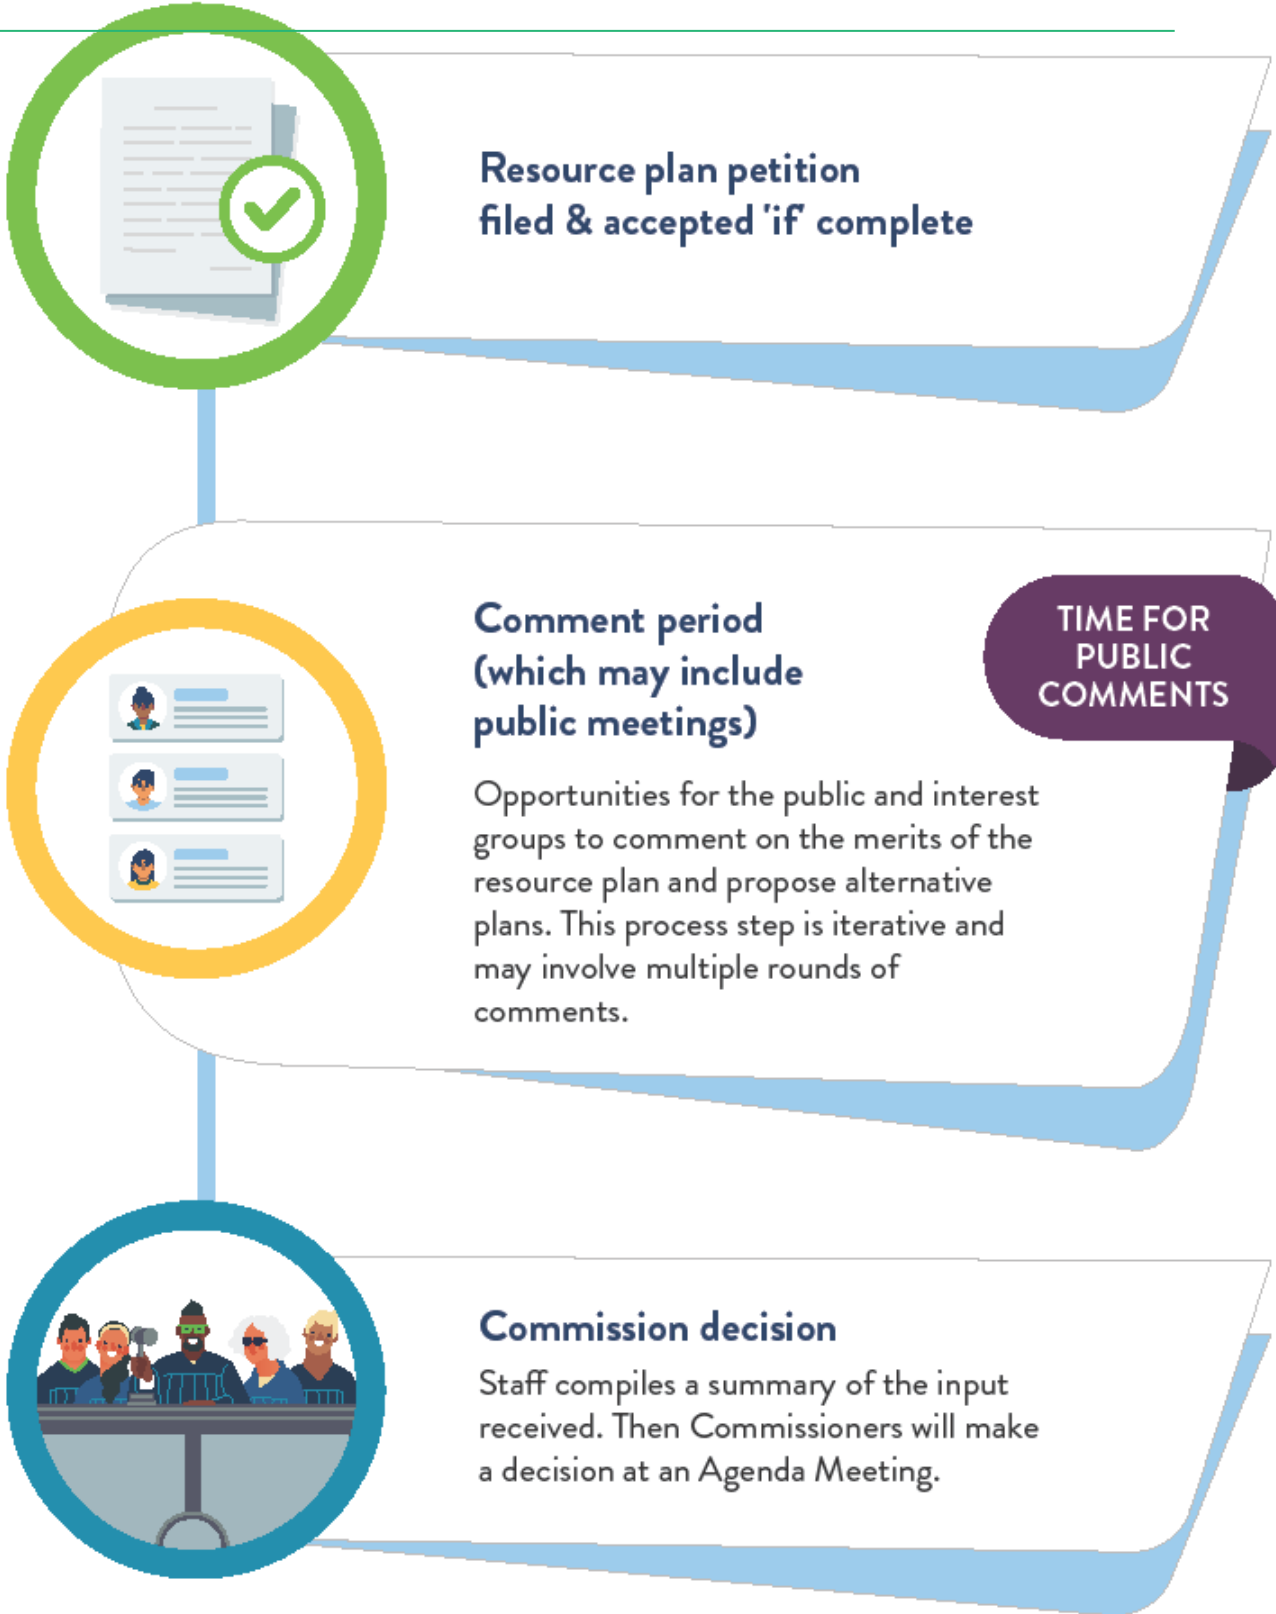 Resource plan petition
filed & accepted 'if' complete
Comment period
(which may include
public meetings)
TIME FOR
PUBLIC
COMMENTS
Opportunities for the public and interest
groups to comment on the merits of the
resource plan and propose alternative
plans. This process step is iterative and
may involve multiple rounds of
comments.
Commission decision
Staff compiles a summary of the input
received. Then Commissioners will make
a decision at an Agenda Meeting.